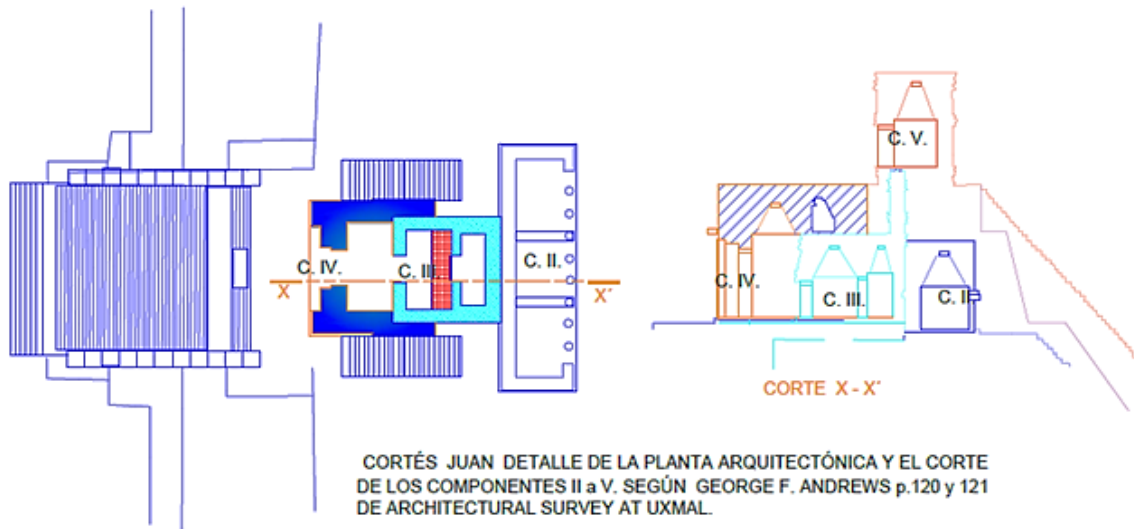 C. V.
C. IV.
C. III.
C. II.
X
X´
C. IV.
C. III.
C. II
CORTE X - X´
CORTÉS JUAN DETALLE DE LA PLANTA ARQUITECTÓNICA Y EL CORTE
DE LOS COMPONENTES II a V. SEGÚN GEORGE F. ANDREWS p.120 y 121
DE ARCHITECTURAL SURVEY AT UXMAL.